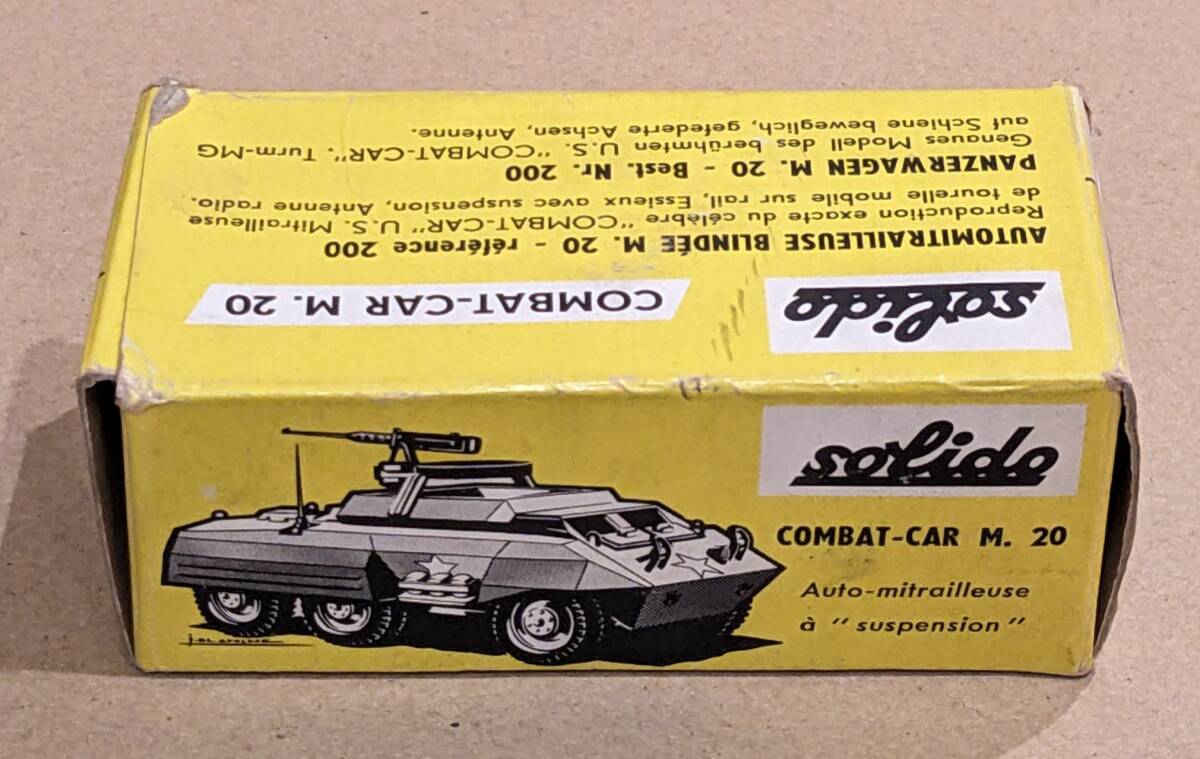 solido
COMBAT-CAR M. 20
AUTOMITRAILLEUSE BLINDÉE M. 20 - référence 200
Reproduction exacte du célèbre "COMBAT-CAR" U.S. Mitrailleuse
de tourelle mobile sur rail, Essieux avec suspension, Antenne radio.
PANZERWAGEN M. 20 - Best. Nr. 200
Genaues Modell des berühmten U.S. "COMBAT-CAR". Turm-MG
auf Schiene beweglich, gefederte Achsen, Antenne.
solido
COMBAT-CAR M. 20
Auto-mitrailleuse
à "suspension"